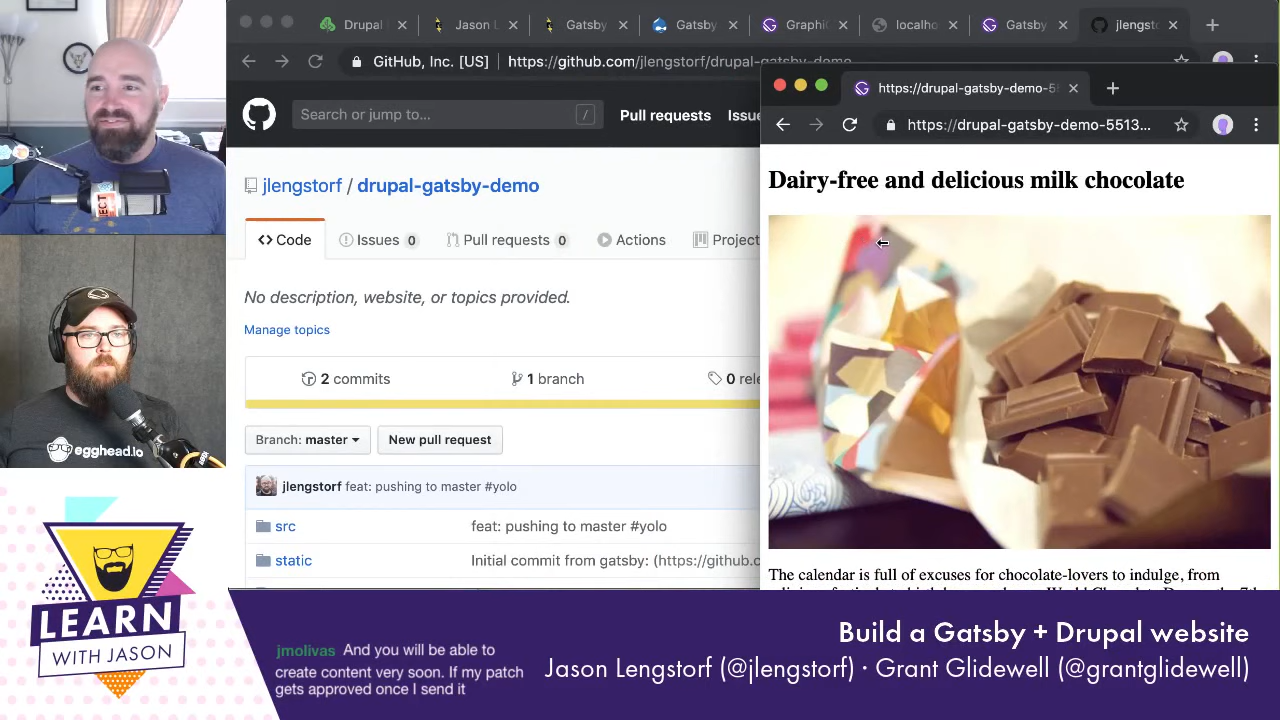 Drupal
Jason L
Gatsby
Gatsby
GraphiQ
localho
Gatsby
jlengst
GitHub, Inc. [US]
https://github.com/jlengstorf/drupal-gatsby-demo
Search or jump to...
/
Pull requests
Issue
jlengstorf / drupal-gatsby-demo
Code
Issues 0
Pull requests 0
Actions
Project
No description, website, or topics provided.
Manage topics
2 commits
1 branch
0 rele
Branch: master
New pull request
jlengstorf feat: pushing to master #yolo
src
feat: pushing to master #yolo
static
Initial commit from gatsby: (https://github.c
https://drupal-gatsby-demo-55
https://drupal-gatsby-demo-5513...
Dairy-free and delicious milk chocolate
The calendar is full of excuses for chocolate-lovers to indulge, from
egghead.io
LEARN
WITH JASON
jmolivas And you will be able to
create content very soon. If my patch
gets approved once I send it
Build a Gatsby + Drupal website
Jason Lengstorf (@jlengstorf) · Grant Glidewell (@grantglidewell)